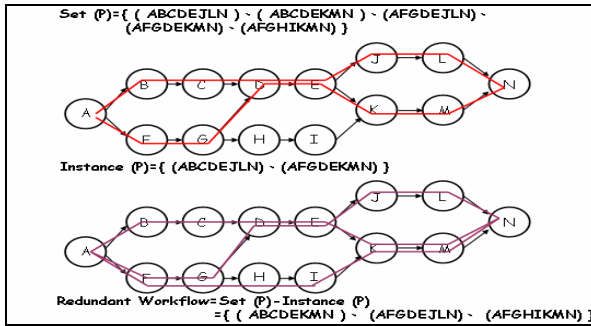 Set (P)={ ( ABCDEJLN ) ~ ( ABCDEKMN ) ~ (AFGDEJLN) ~
(AFGDEKMN) ~ (AFGHIKMN) }
J L
B C D E
A N
K M
F G H I
Instance (P)={ (ABCDEJLN) ~ (AFGDEKMN) }
J L
B C D E
A N
K M
F G H I
Redundant Workflow=Set (P)-Instance (P)
={ ( ABCDEKMN ) ~ (AFGDEJLN) ~ (AFGHIKMN) }